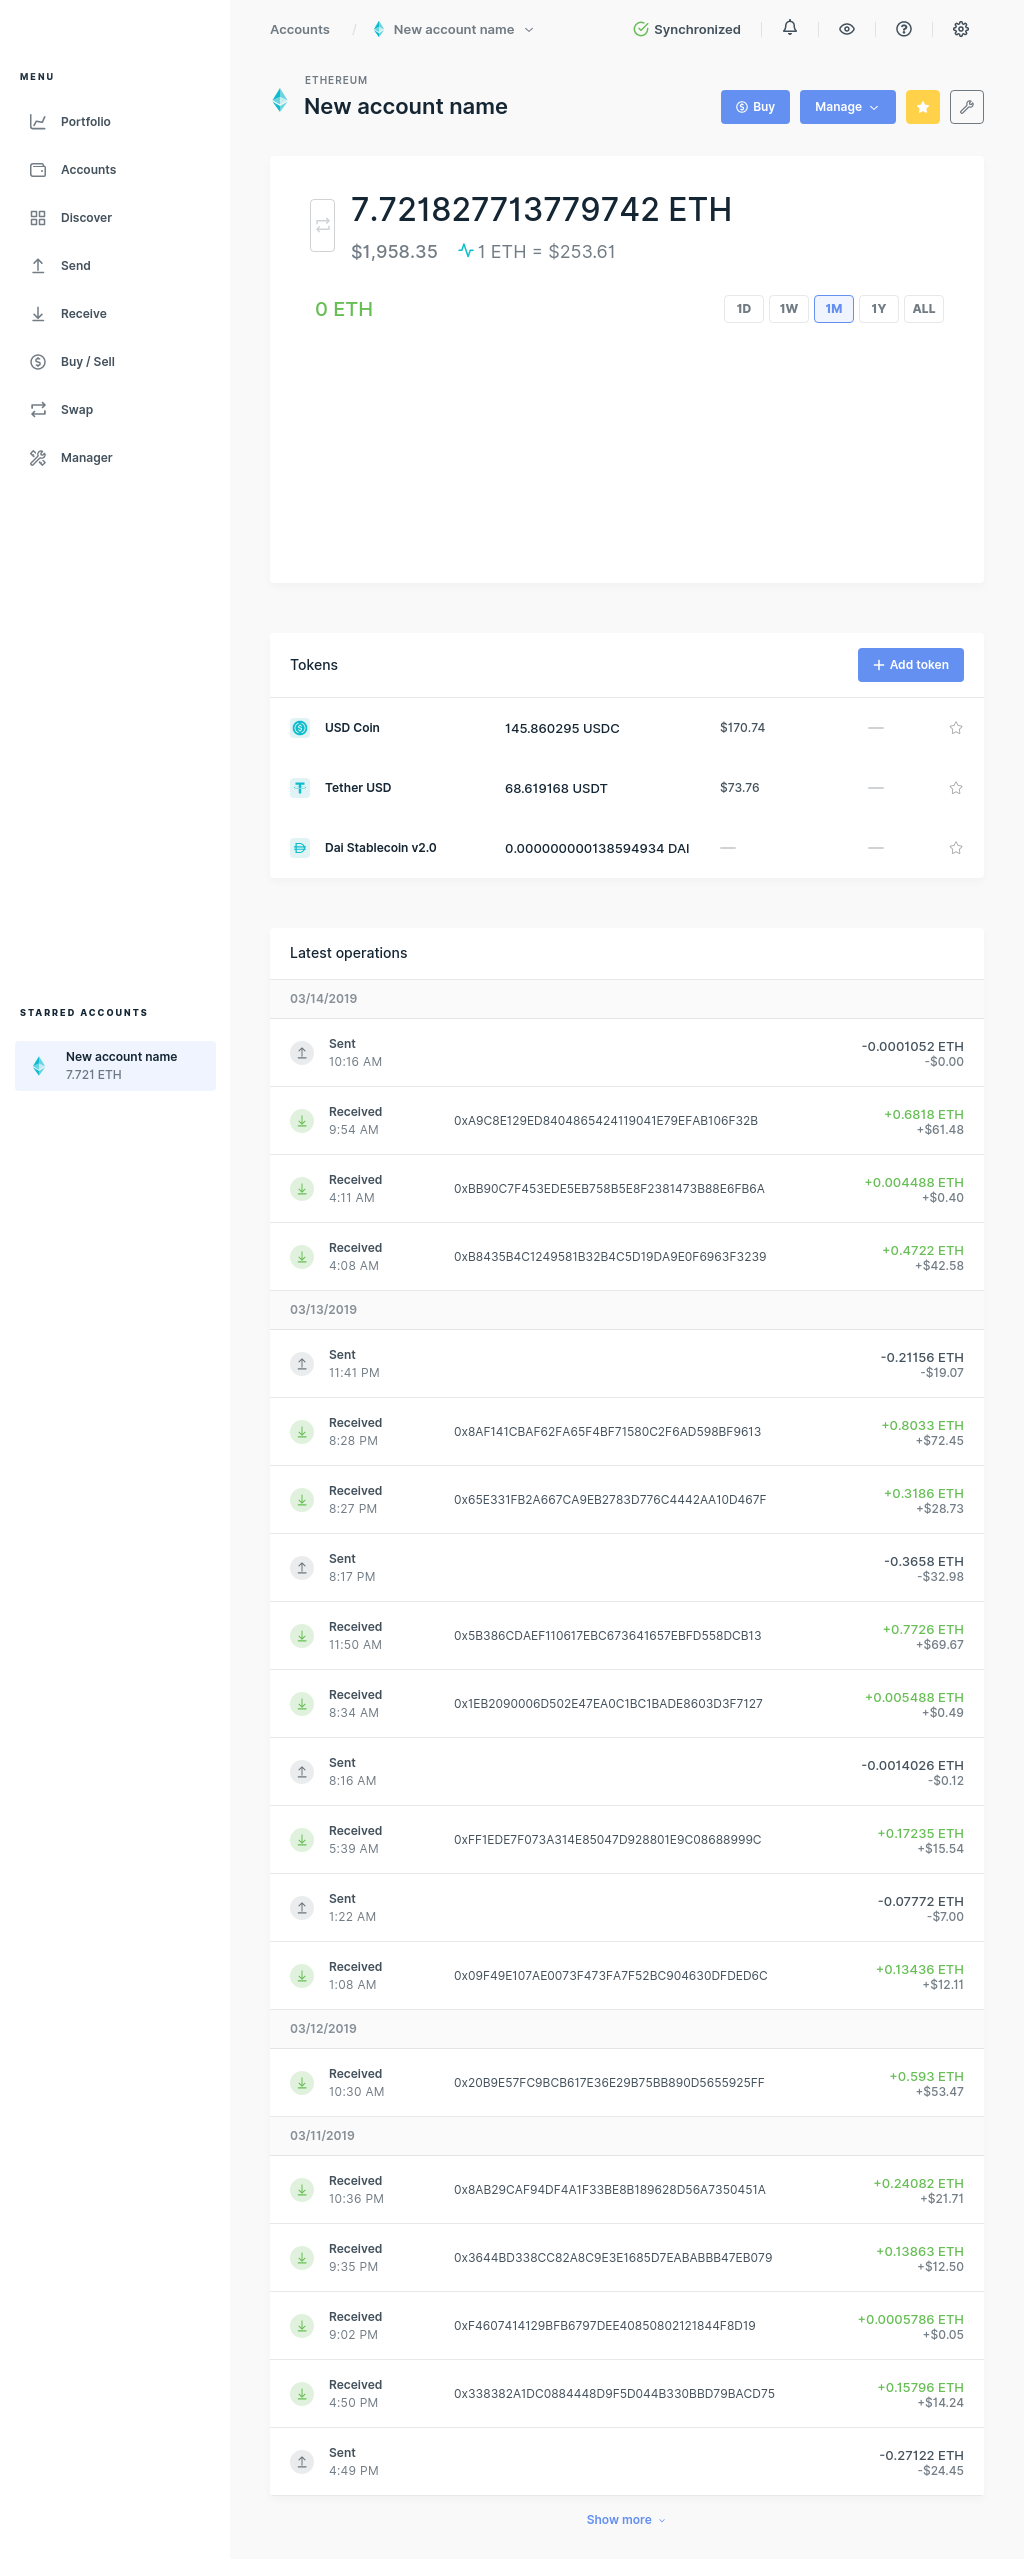 Accounts / New account name
Synchronized
MENU
Portfolio
Accounts
Discover
Send
Receive
Buy / Sell
Swap
Manager
STARRED ACCOUNTS
New account name
7.721 ETH
ETHEREUM
New account name
Buy
Manage
7.721827713779742 ETH
$1,958.35
1 ETH = $253.61
0 ETH
1D
1W
1M
1Y
ALL
Tokens
Add token
USD Coin 145.860295 USDC $170.74 —
Tether USD 68.619168 USDT $73.76 —
Dai Stablecoin v2.0 0.000000000138594934 DAI — —
Latest operations
03/14/2019
Sent
10:16 AM
-0.0001052 ETH
-$0.00
Received
9:54 AM
0xA9C8E129ED8404865424119041E79EFAB106F32B
+0.6818 ETH
+$61.48
Received
4:11 AM
0xBB90C7F453EDE5EB758B5E8F2381473B88E6FB6A
+0.004488 ETH
+$0.40
Received
4:08 AM
0xB8435B4C1249581B32B4C5D19DA9E0F6963F3239
+0.4722 ETH
+$42.58
03/13/2019
Sent
11:41 PM
-0.21156 ETH
-$19.07
Received
8:28 PM
0x8AF141CBAF62FA65F4BF71580C2F6AD598BF9613
+0.8033 ETH
+$72.45
Received
8:27 PM
0x65E331FB2A667CA9EB2783D776C4442AA10D467F
+0.3186 ETH
+$28.73
Sent
8:17 PM
-0.3658 ETH
-$32.98
Received
11:50 AM
0x5B386CDAEF110617EBC673641657EBFD558DCB13
+0.7726 ETH
+$69.67
Received
8:34 AM
0x1EB2090006D502E47EA0C1BC1BADE8603D3F7127
+0.005488 ETH
+$0.49
Sent
8:16 AM
-0.0014026 ETH
-$0.12
Received
5:39 AM
0xFF1EDE7F073A314E85047D928801E9C08688999C
+0.17235 ETH
+$15.54
Sent
1:22 AM
-0.07772 ETH
-$7.00
Received
1:08 AM
0x09F49E107AE0073F473FA7F52BC904630DFDED6C
+0.13436 ETH
+$12.11
03/12/2019
Received
10:30 AM
0x20B9E57FC9BCB617E36E29B75BB890D5655925FF
+0.593 ETH
+$53.47
03/11/2019
Received
10:36 PM
0x8AB29CAF94DF4A1F33BE8B189628D56A7350451A
+0.24082 ETH
+$21.71
Received
9:35 PM
0x3644BD338CC82A8C9E3E1685D7EABABBB47EB079
+0.13863 ETH
+$12.50
Received
9:02 PM
0xF4607414129BFB6797DEE40850802121844F8D19
+0.0005786 ETH
+$0.05
Received
4:50 PM
0x338382A1DC0884448D9F5D044B330BBD79BACD75
+0.15796 ETH
+$14.24
Sent
4:49 PM
-0.27122 ETH
-$24.45
Show more